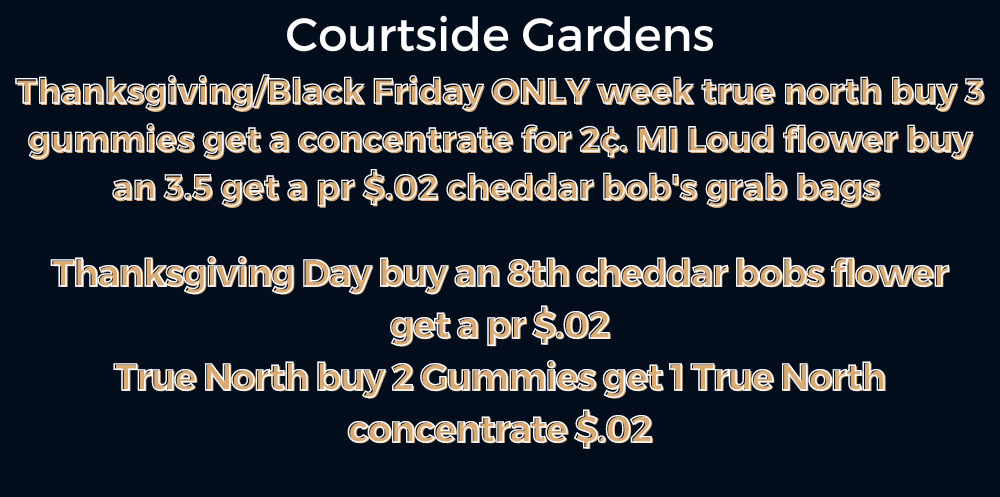 Courtside Gardens
Thanksgiving/Black Friday ONLY week true north buy 3
gummies get a concentrate for 2¢. MI Loud flower buy
an 3.5 get a pr $.02 cheddar bob's grab bags
Thanksgiving Day buy an 8th cheddar bobs flower
get a pr $.02
True North buy 2 Gummies get 1 True North
concentrate $.02